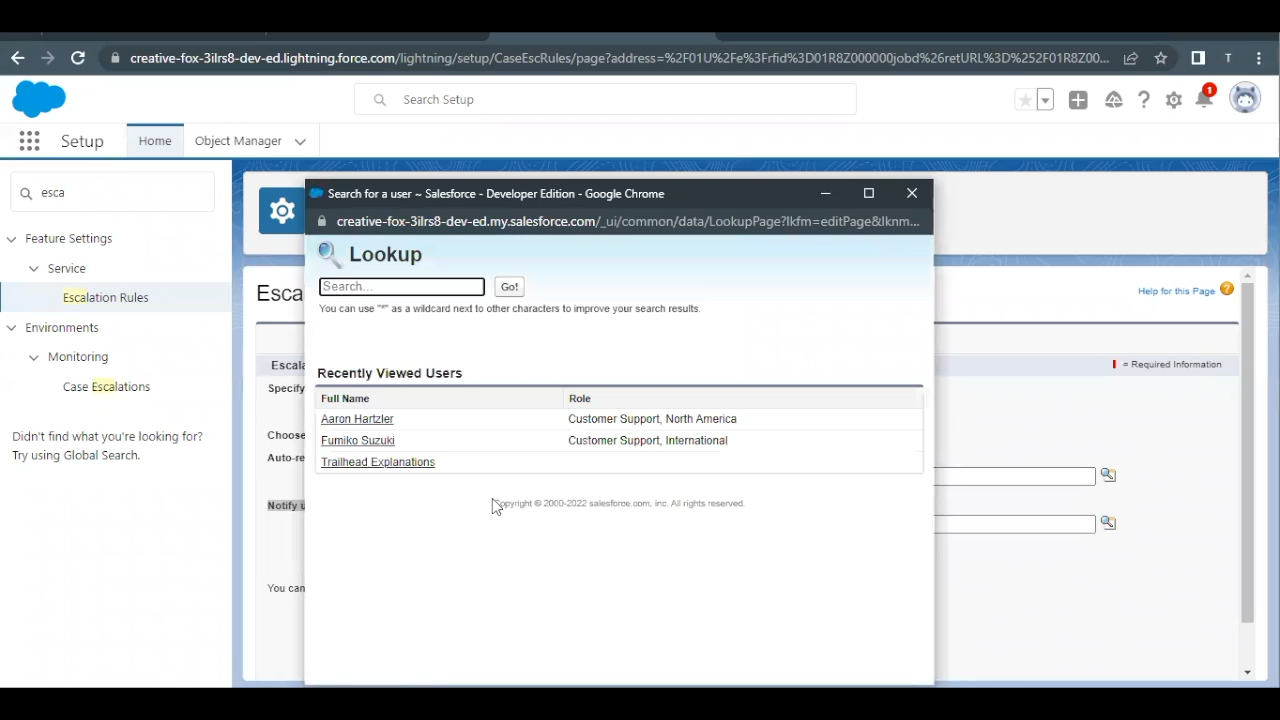 creative-fox-3ilrs8-dev-ed.lightning.force.com/lightning/setup/CaseEscRules/page?address=%2F01U%2Fe%3Frfid%3D01R8Z000000jobd%26retURL%3D%252F01R8Z00...
T
Search Setup
1
Setup
Home
Object Manager
esca
Feature Settings
Service
Escalation Rules
Environments
Monitoring
Case Escalations
Didn't find what you're looking for?
Try using Global Search.
Search for a user ~ Salesforce - Developer Edition - Google Chrome
creative-fox-3ilrs8-dev-ed.my.salesforce.com/_ui/common/data/LookupPage?lkfm=editPage&lknm...
Lookup
Search...
Go!
You can use "*" as a wildcard next to other characters to improve your search results.
Recently Viewed Users
Full Name Role
Aaron Hartzler Customer Support, North America
Fumiko Suzuki Customer Support, International
Trailhead Explanations
Copyright © 2000-2022 salesforce.com, inc. All rights reserved.
Esca
Help for this Page ?
Escala
= Required Information
Specify
Choose
Auto-re
Notify u
You can